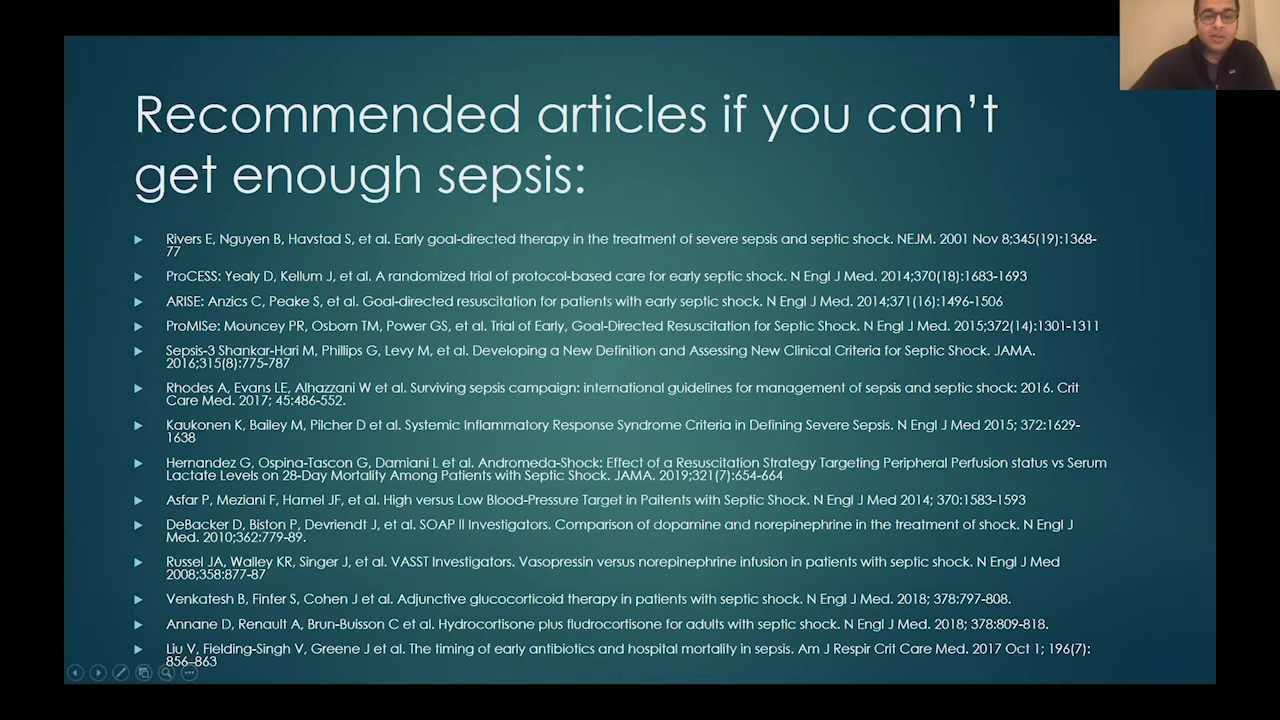 Recommended articles if you can't
get enough sepsis:
Rivers E, Nguyen B, Havstad S, et al. Early goal-directed therapy in the treatment of severe sepsis and septic shock. NEJM. 2001 Nov 8;345(19):1368-
77
ProCESS: Yealy D, Kellum J, et al. A randomized trial of protocol-based care for early septic shock. N Engl J Med. 2014;370(18):1683-1693
ARISE: Anzics C, Peake S, et al. Goal-directed resuscitation for patients with early septic shock. N Engl J Med. 2014;371(16):1496-1506
ProMISe: Mouncey PR, Osborn TM, Power GS, et al. Trial of Early, Goal-Directed Resuscitation for Septic Shock. N Engl J Med. 2015;372(14):1301-1311
Sepsis-3 Shankar-Hari M, Phillips G, Levy M, et al. Developing a New Definition and Assessing New Clinical Criteria for Septic Shock. JAMA.
2016;315(8):775-787
Rhodes A, Evans LE, Alhazzani W et al. Surviving sepsis campaign: international guidelines for management of sepsis and septic shock: 2016. Crit
Care Med. 2017; 45:486-552.
Kaukonen K, Bailey M, Pilcher D et al. Systemic Inflammatory Response Syndrome Criteria in Defining Severe Sepsis. N Engl J Med 2015; 372:1629-
1638
Hernandez G, Ospina-Tascon G, Damiani L et al. Andromeda-Shock: Effect of a Resuscitation Strategy Targeting Peripheral Perfusion status vs Serum
Lactate Levels on 28-Day Mortality Among Patients with Septic Shock. JAMA. 2019;321(7):654-664
Asfar P, Meziani F, Hamel JF, et al. High versus Low Blood-Pressure Target in Paitents with Septic Shock. N Engl J Med 2014; 370:1583-1593
DeBacker D, Biston P, Devriendt J, et al. SOAP II Investigators. Comparison of dopamine and norepinephrine in the treatment of shock. N Engl J
Med. 2010;362:779-89.
Russel JA, Walley KR, Singer J, et al. VASST Investigators. Vasopressin versus norepinephrine infusion in patients with septic shock. N Engl J Med
2008;358:877-87
Venkatesh B, Finfer S, Cohen J et al. Adjunctive glucocorticoid therapy in patients with septic shock. N Engl J Med. 2018; 378:797-808.
Annane D, Renault A, Brun-Buisson C et al. Hydrocortisone plus fludrocortisone for adults with septic shock. N Engl J Med. 2018; 378:809-818.
Liu V, Fielding-Singh V, Greene J et al. The timing of early antibiotics and hospital mortality in sepsis. Am J Respir Crit Care Med. 2017 Oct 1; 196(7):
856–863